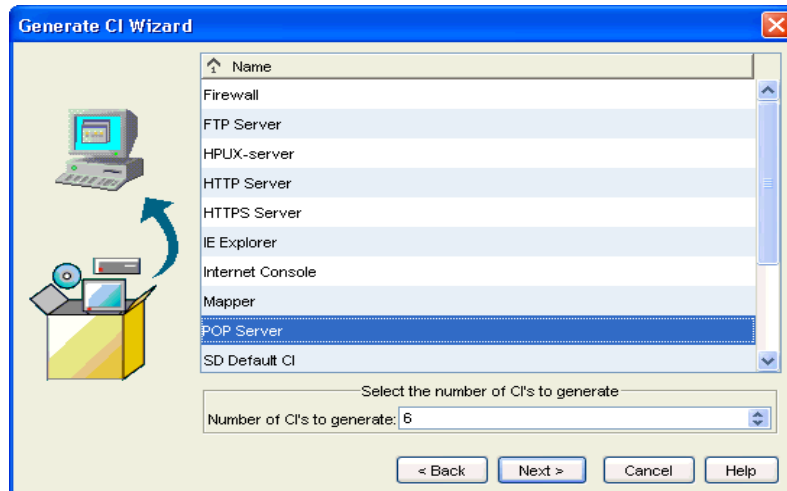 Generate CI Wizard
1 Name
Firewall
FTP Server
HPUX-server
HTTP Server
HTTPS Server
IE Explorer
Internet Console
Mapper
POP Server
SD Default CI
Select the number of CI's to generate
Number of CI's to generate: 6
< Back Next > Cancel Help